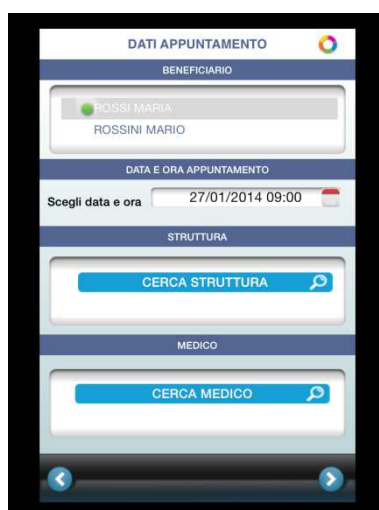 DATI APPUNTAMENTO
BENEFICIARIO
ROSSI MARIA
ROSSINI MARIO
DATA E ORA APPUNTAMENTO
Scegli data e ora 27/01/2014 09:00
STRUTTURA
CERCA STRUTTURA
MEDICO
CERCA MEDICO